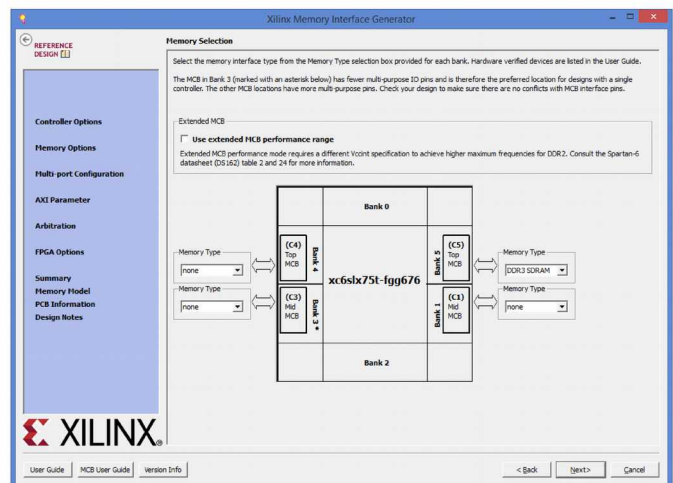 Xilinx Memory Interface Generator
REFERENCE
DESIGN
Controller Options
Memory Options
Multi-port Configuration
AXI Parameter
Arbitration
FPGA Options
Summary
Memory Model
PCB Information
Design Notes
XILINX®
Memory Selection
Select the memory interface type from the Memory Type selection box provided for each bank. Hardware verified devices are listed in the User Guide.
The MCB in Bank 3 (marked with an asterisk below) has fewer multi-purpose IO pins and is therefore the preferred location for designs with a single
controller. The other MCB locations have more multi-purpose pins. Check your design to make sure there are no conflicts with MCB interface pins.
Extended MCB
Use extended MCB performance range
Extended MCB performance mode requires a different Vccint specification to achieve higher maximum frequencies for DDR2. Consult the Spartan-6
datasheet (DS162) table 2 and 24 for more information.
Bank 0
Memory Type
none
(C4)
Top
MCB
Bank 4
xc6slx75t-fgg676
Bank 5
(C5)
Top
MCB
Memory Type
DDR3 SDRAM
Memory Type
none
(C3)
Mid
MCB
Bank 3 *
Bank 1
(C1)
Mid
MCB
Memory Type
none
Bank 2
User Guide
MCB User Guide
Version Info
< Back
Next>
Cancel